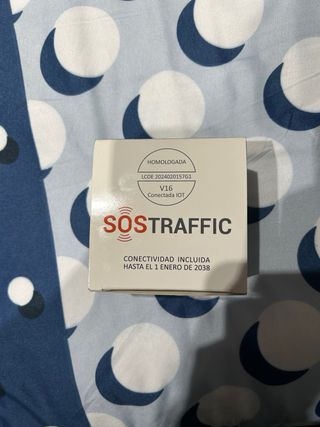 HOMOLOGADA
LCOE 2024020157G1
V16
Conectada IOT
SOSTRAFFIC
CONECTIVIDAD INCLUIDA
HASTA EL 1 ENERO DE 2038